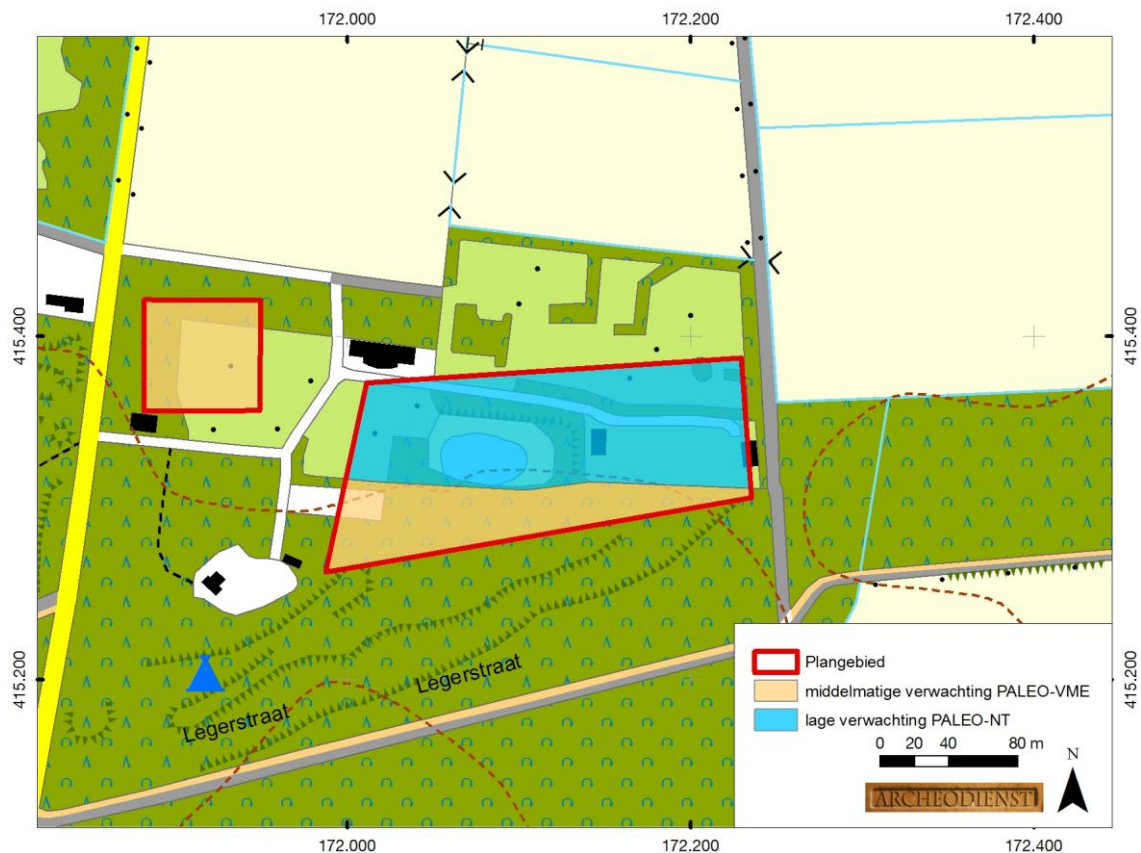 172.000 172.200 172.400
415.400 415.400
415.200 415.200
Legerstraat
Legerstraat
Plangebied
middelmatige verwachting PALEO-VME
lage verwachting PALEO-NT
0 20 40 80 m
N
ARCHEODIENST
172.000 172.200 172.400